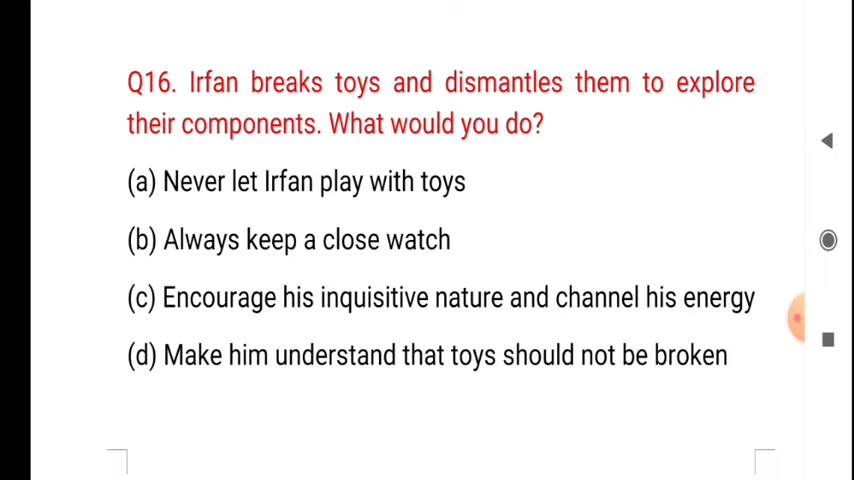 Q16. Irfan breaks toys and dismantles them to explore
their components. What would you do?
(a) Never let Irfan play with toys
(b) Always keep a close watch
(c) Encourage his inquisitive nature and channel his energy
(d) Make him understand that toys should not be broken